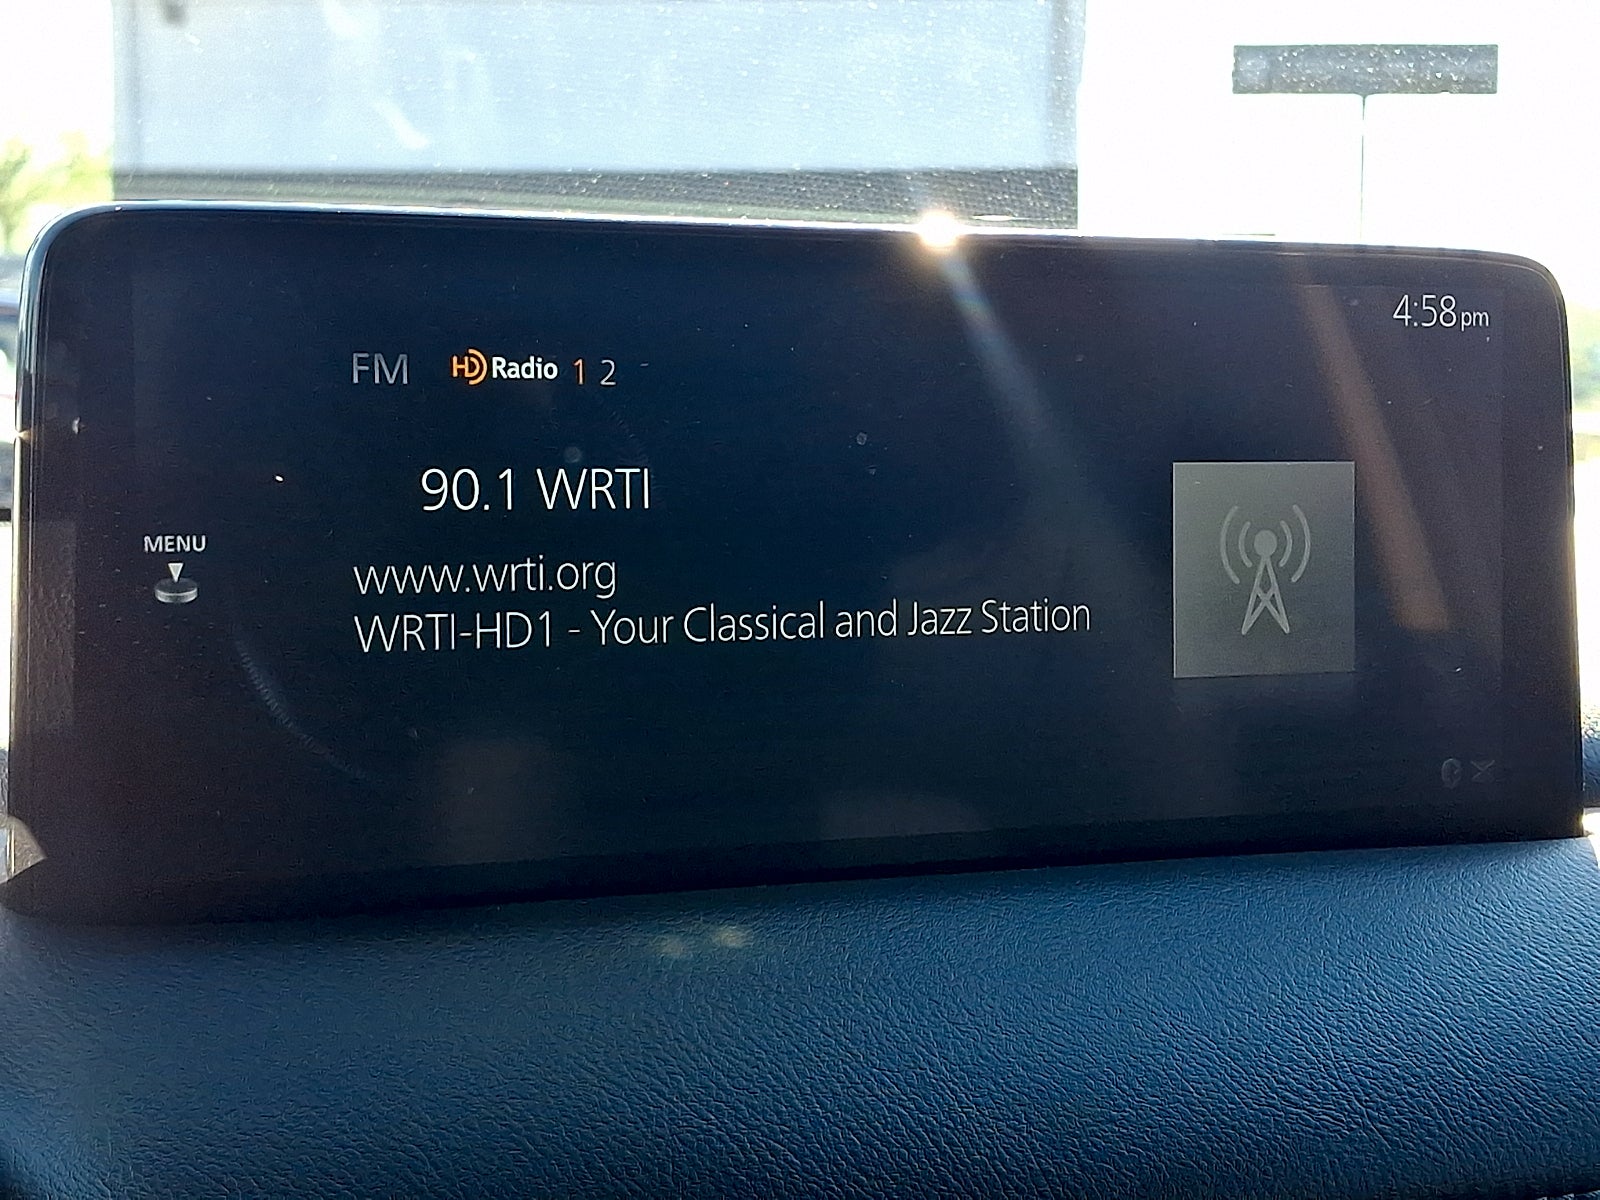 4:58pm
FM HD Radio 1 2
90.1 WRTI
MENU
www.wrti.org
WRTI-HD1 - Your Classical and Jazz Station